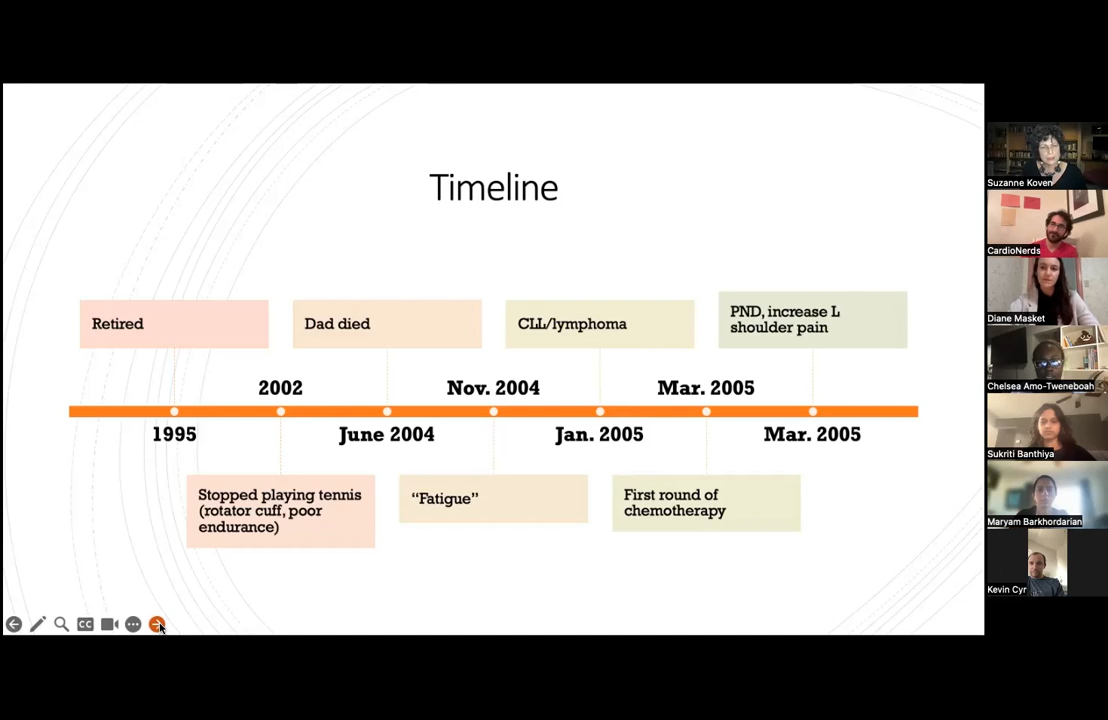 Timeline
Retired
Dad died
CLL/lymphoma
PND, increase L
shoulder pain
2002
Nov. 2004
Mar. 2005
1995
June 2004
Jan. 2005
Mar. 2005
Stopped playing tennis
(rotator cuff, poor
endurance)
“Fatigue”
First round of
chemotherapy
CC
Suzanne Koven
CardioNerds
Diane Masket
Chelsea Amo-Tweneboah
Sukriti Banthiya
Maryam Barkhordarian
Kevin Cyr